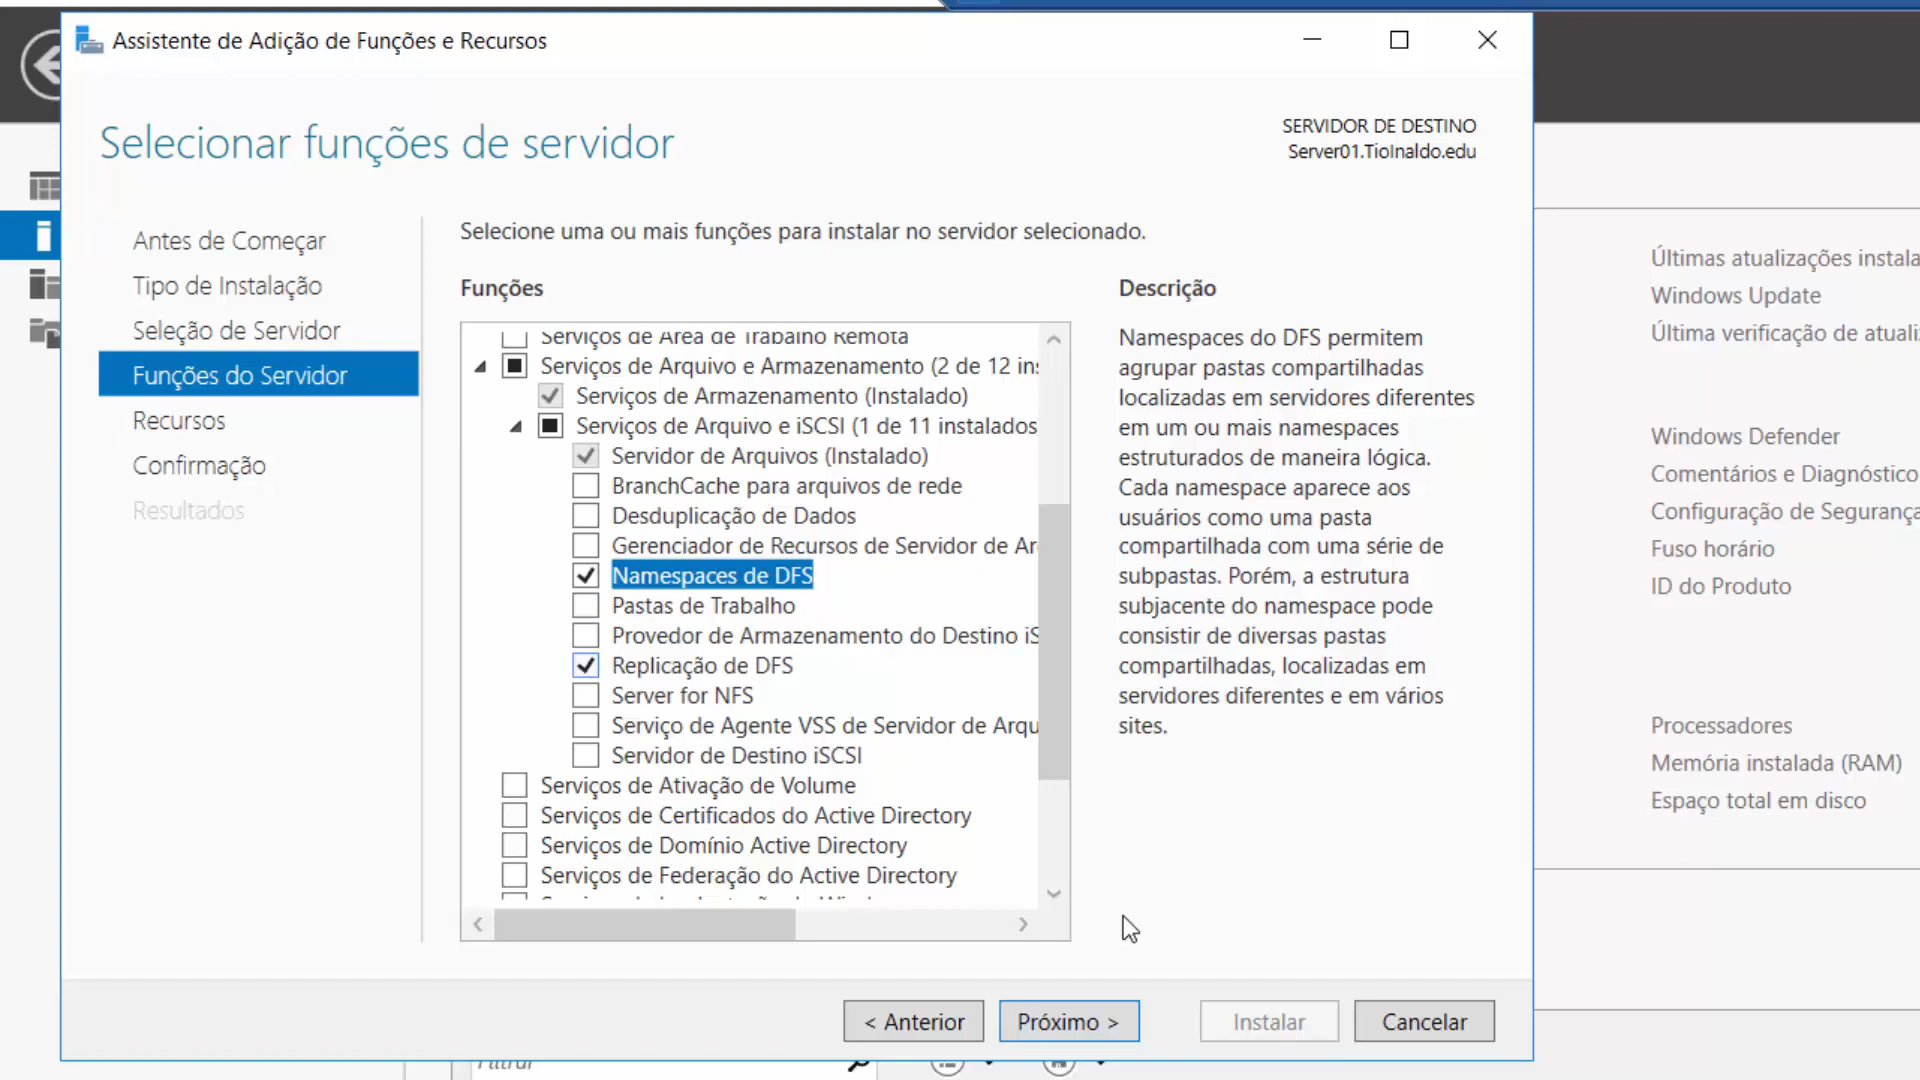 Assistente de Adição de Funções e Recursos
Selecionar funções de servidor
SERVIDOR DE DESTINO
Server01.TioInaldo.edu
Antes de Começar
Tipo de Instalação
Seleção de Servidor
Funções do Servidor
Recursos
Confirmação
Resultados
Selecione uma ou mais funções para instalar no servidor selecionado.
Funções
Serviços de Área de Trabalho Remota
Serviços de Arquivo e Armazenamento (2 de 12 ins
Serviços de Armazenamento (Instalado)
Serviços de Arquivo e iSCSI (1 de 11 instalados
Servidor de Arquivos (Instalado)
BranchCache para arquivos de rede
Desduplicação de Dados
Gerenciador de Recursos de Servidor de Ar
Namespaces de DFS
Pastas de Trabalho
Provedor de Armazenamento do Destino iS
Replicação de DFS
Server for NFS
Serviço de Agente VSS de Servidor de Arqu
Servidor de Destino iSCSI
Serviços de Ativação de Volume
Serviços de Certificados do Active Directory
Serviços de Domínio Active Directory
Serviços de Federação do Active Directory
Descrição
Namespaces do DFS permitem
agrupar pastas compartilhadas
localizadas em servidores diferentes
em um ou mais namespaces
estruturados de maneira lógica.
Cada namespace aparece aos
usuários como uma pasta
compartilhada com uma série de
subpastas. Porém, a estrutura
subjacente do namespace pode
consistir de diversas pastas
compartilhadas, localizadas em
servidores diferentes e em vários
sites.
< Anterior
Próximo >
Instalar
Cancelar
Últimas atualizações instala
Windows Update
Última verificação de atuali
Windows Defender
Comentários e Diagnóstico
Configuração de Segurança
Fuso horário
ID do Produto
Processadores
Memória instalada (RAM)
Espaço total em disco
Filtrar